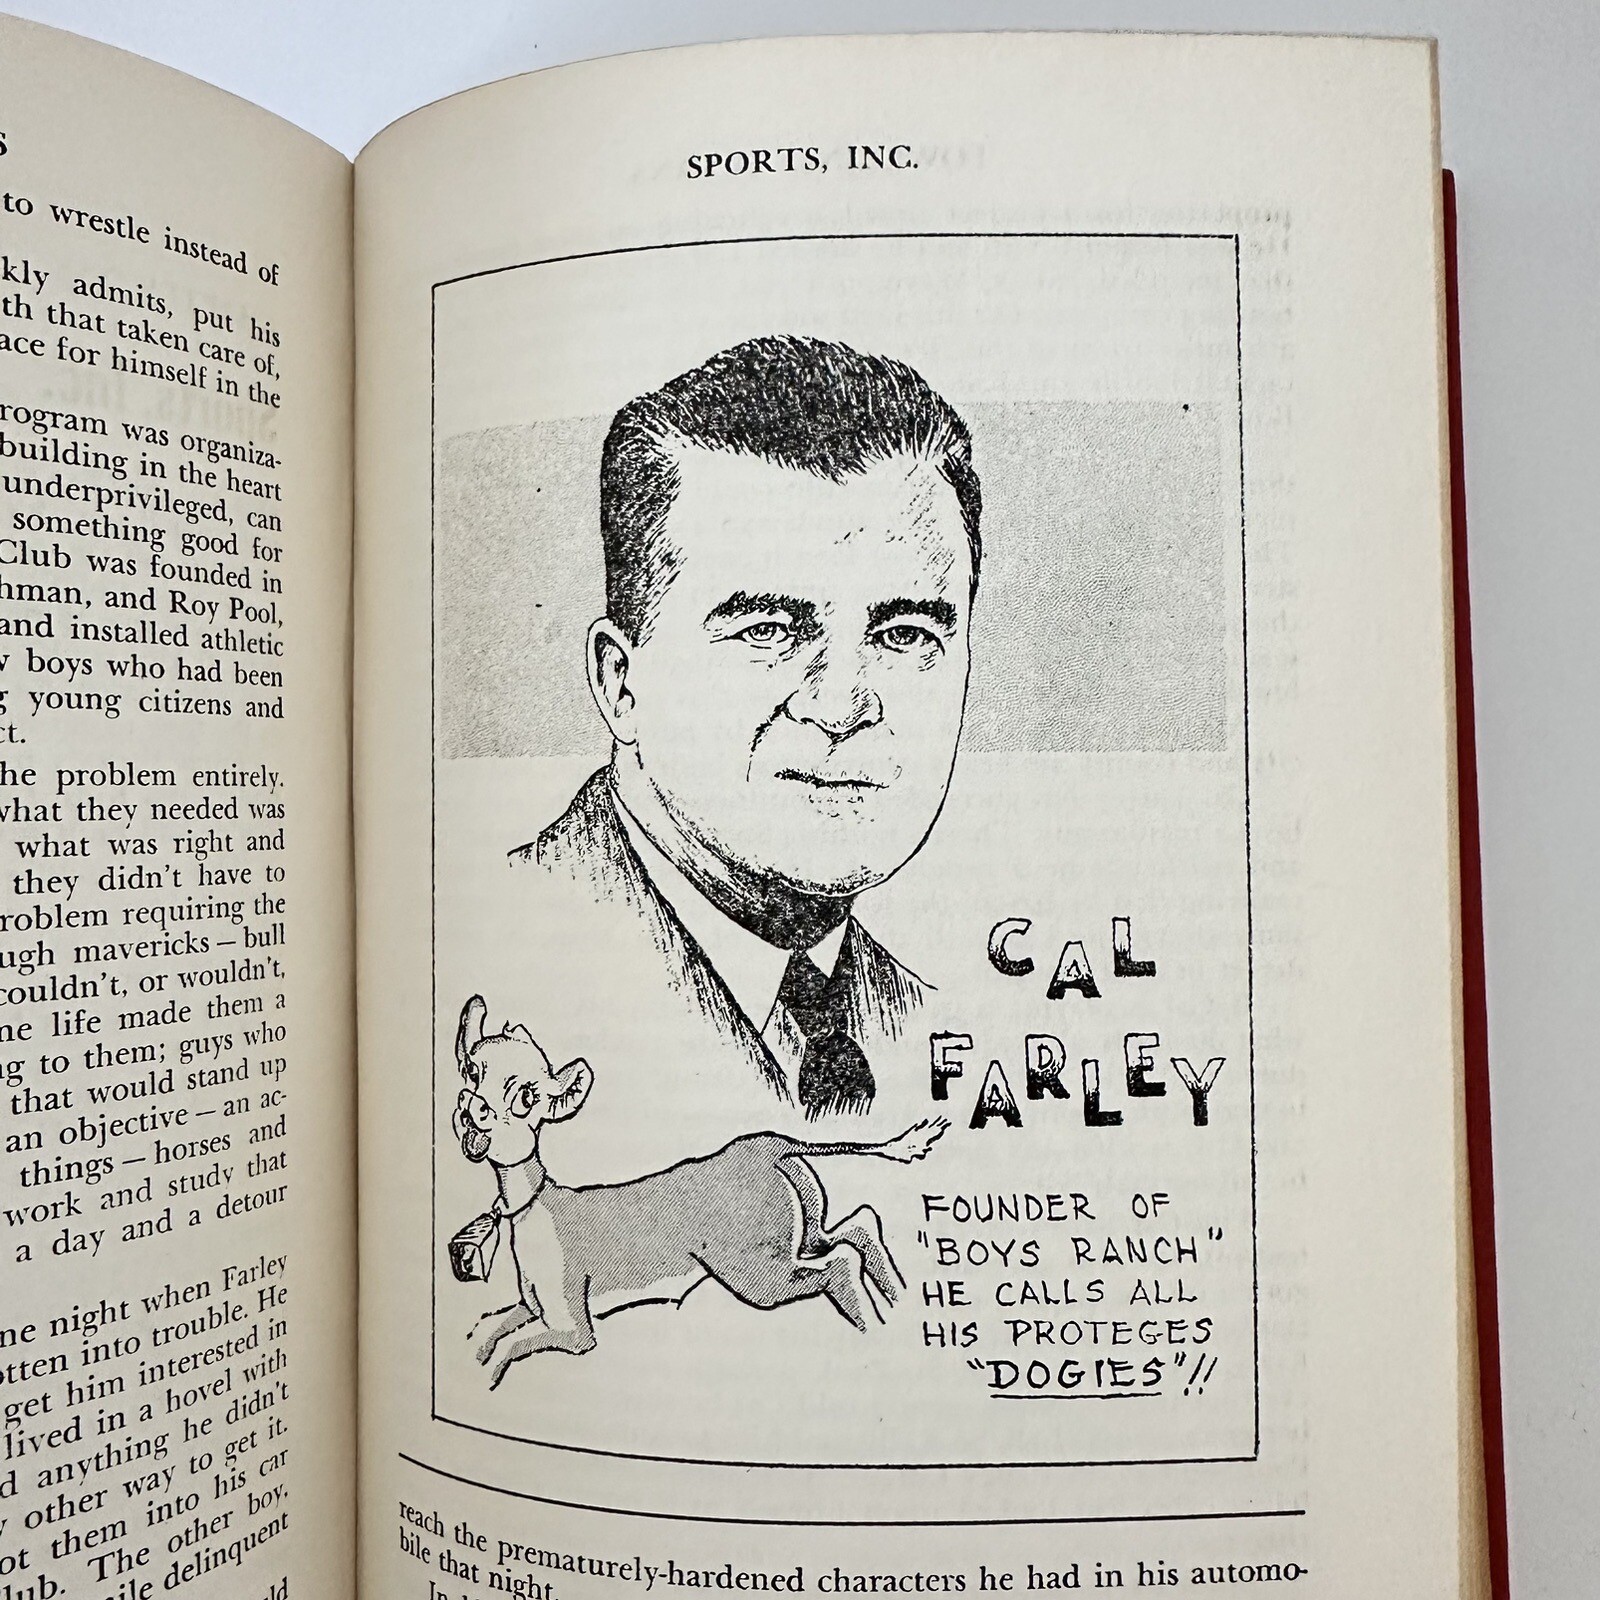 S
to wrestle instead of
kly admits, put his
th that taken care of,
ace for himself in the
rogram was organiza-
building in the heart
underprivileged, can
something good for
Club was founded in
hman, and Roy Pool,
and installed athletic
boys who had been
g young citizens and
ct.
he problem entirely.
what they needed was
what was right and
they didn't have to
roblem requiring the
ugh mavericks — bull
couldn't, or wouldn't,
ne life made them a
ng to them; guys who
that would stand up
an objective — an ac-
things — horses and
work and study that
a day and a detour
ne night when Farley
otten into trouble. He
get him interested in
lived in a hovel with
d anything he didn't
y other way to get it.
ot them into his car
lub. The other boy,
ile delinquent
ld
SPORTS, INC.
CAL
FARLEY
FOUNDER OF
"BOYS RANCH"
HE CALLS ALL
HIS PROTEGES
"DOGIES"!!
reach the prematurely-hardened characters he had in his automo-
bile that night.